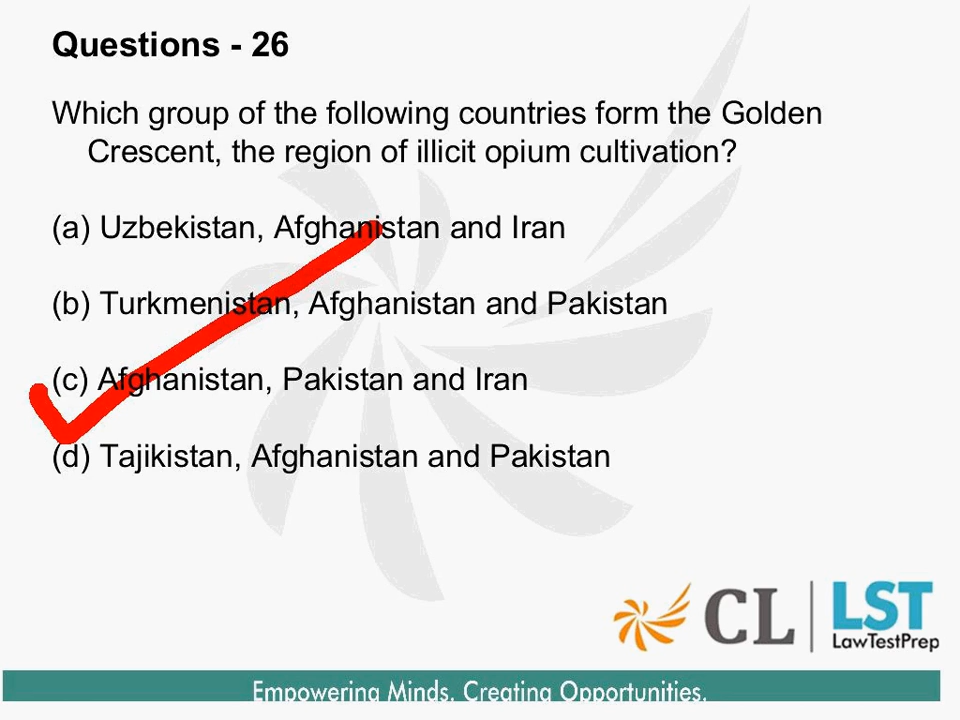 Questions - 26
Which group of the following countries form the Golden
Crescent, the region of illicit opium cultivation?
(a) Uzbekistan, Afghanistan and Iran
(b) Turkmenistan, Afghanistan and Pakistan
(c) Afghanistan, Pakistan and Iran
(d) Tajikistan, Afghanistan and Pakistan
CL LST
LawTestPrep
Empowering Minds. Creating Opportunities.